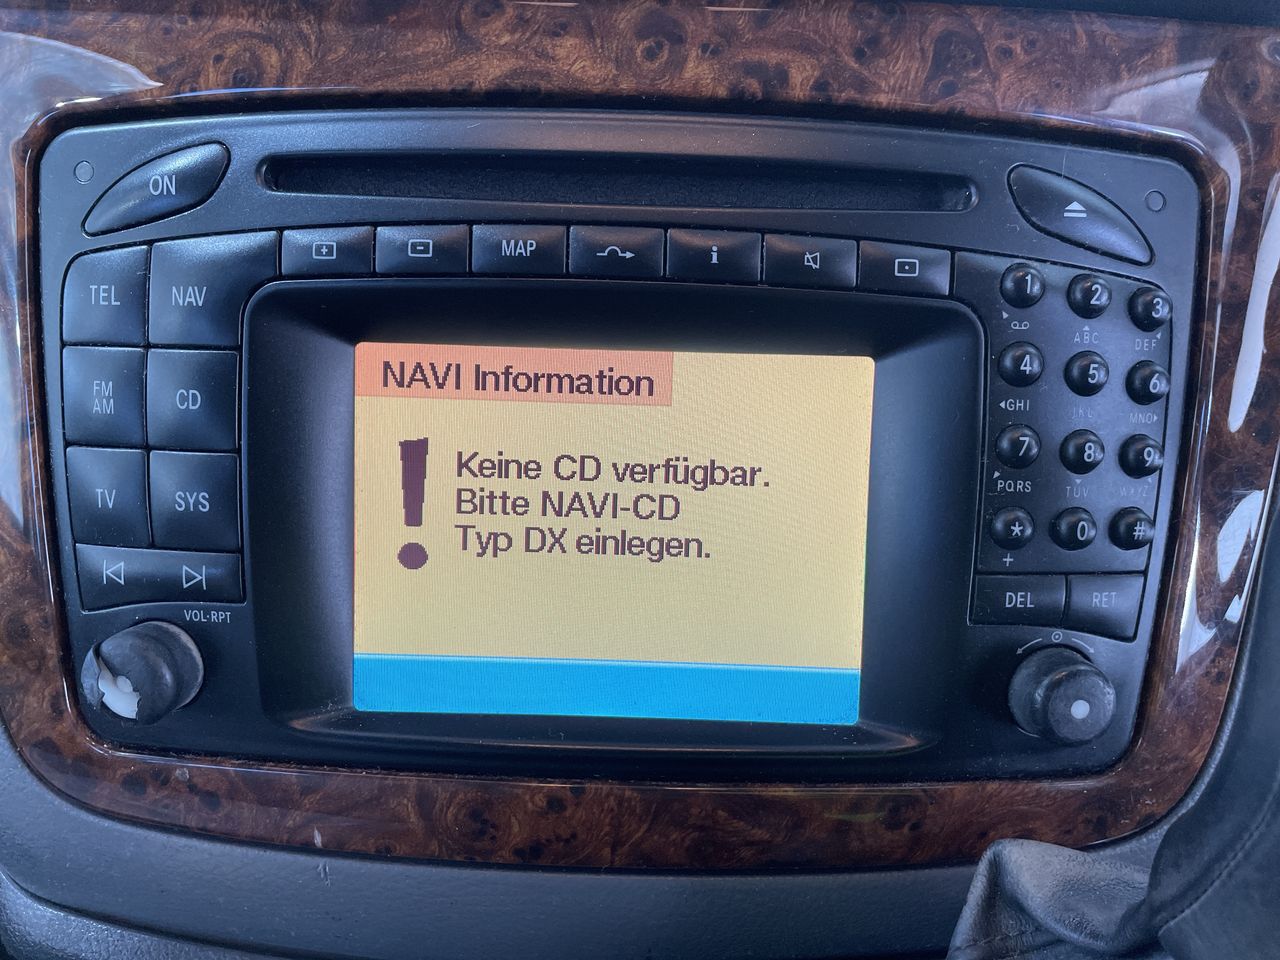 ON
MAP
i
TEL
NAV
FM
AM
CD
TV
SYS
VOL·RPT
NAVI Information
!
Keine CD verfügbar.
Bitte NAVI-CD
Typ DX einlegen.
1
2
3
ABC
DEF
4
5
6
GHI
JKL
MNO
7
8
9
PQRS
TUV
WXYZ
*
0
#
+
DEL
RET